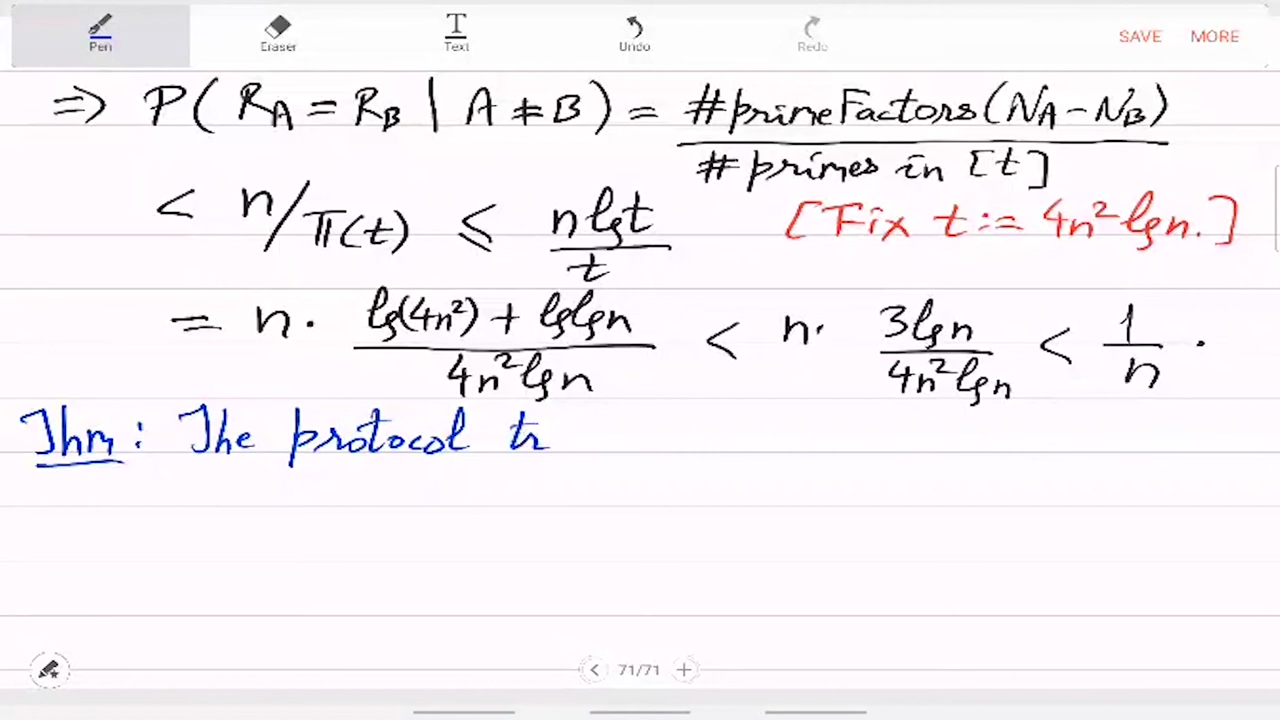 Pen Eraser Text Undo Redo SAVE MORE
=> P( R_A = R_B | A ≠ B ) = #primeFactors(N_A - N_B) / #primes in [t]
< n/π(t) ≤ n lg t / t [Fix t := 4n² lg n.]
= n · lg(4n²) + lg lg n / 4n² lg n < n · 3 lg n / 4n² lg n < 1/n .
Thm: The protocol tr
71/71